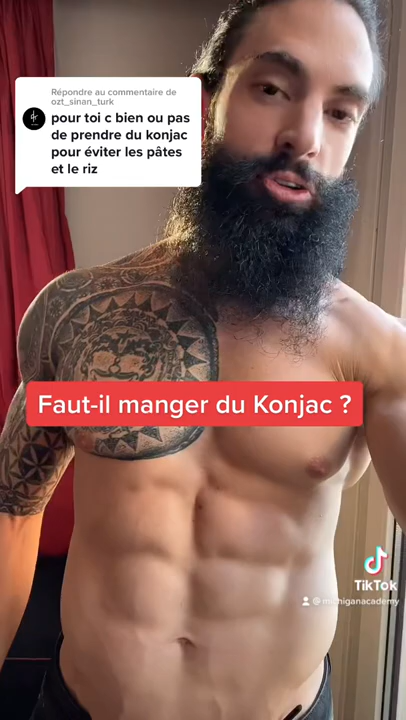 Répondre au commentaire de
ozt_sinan_turk
pour toi c bien ou pas
de prendre du konjac
pour éviter les pâtes
et le riz
Faut-il manger du Konjac ?
TikTok
@michiganacademy